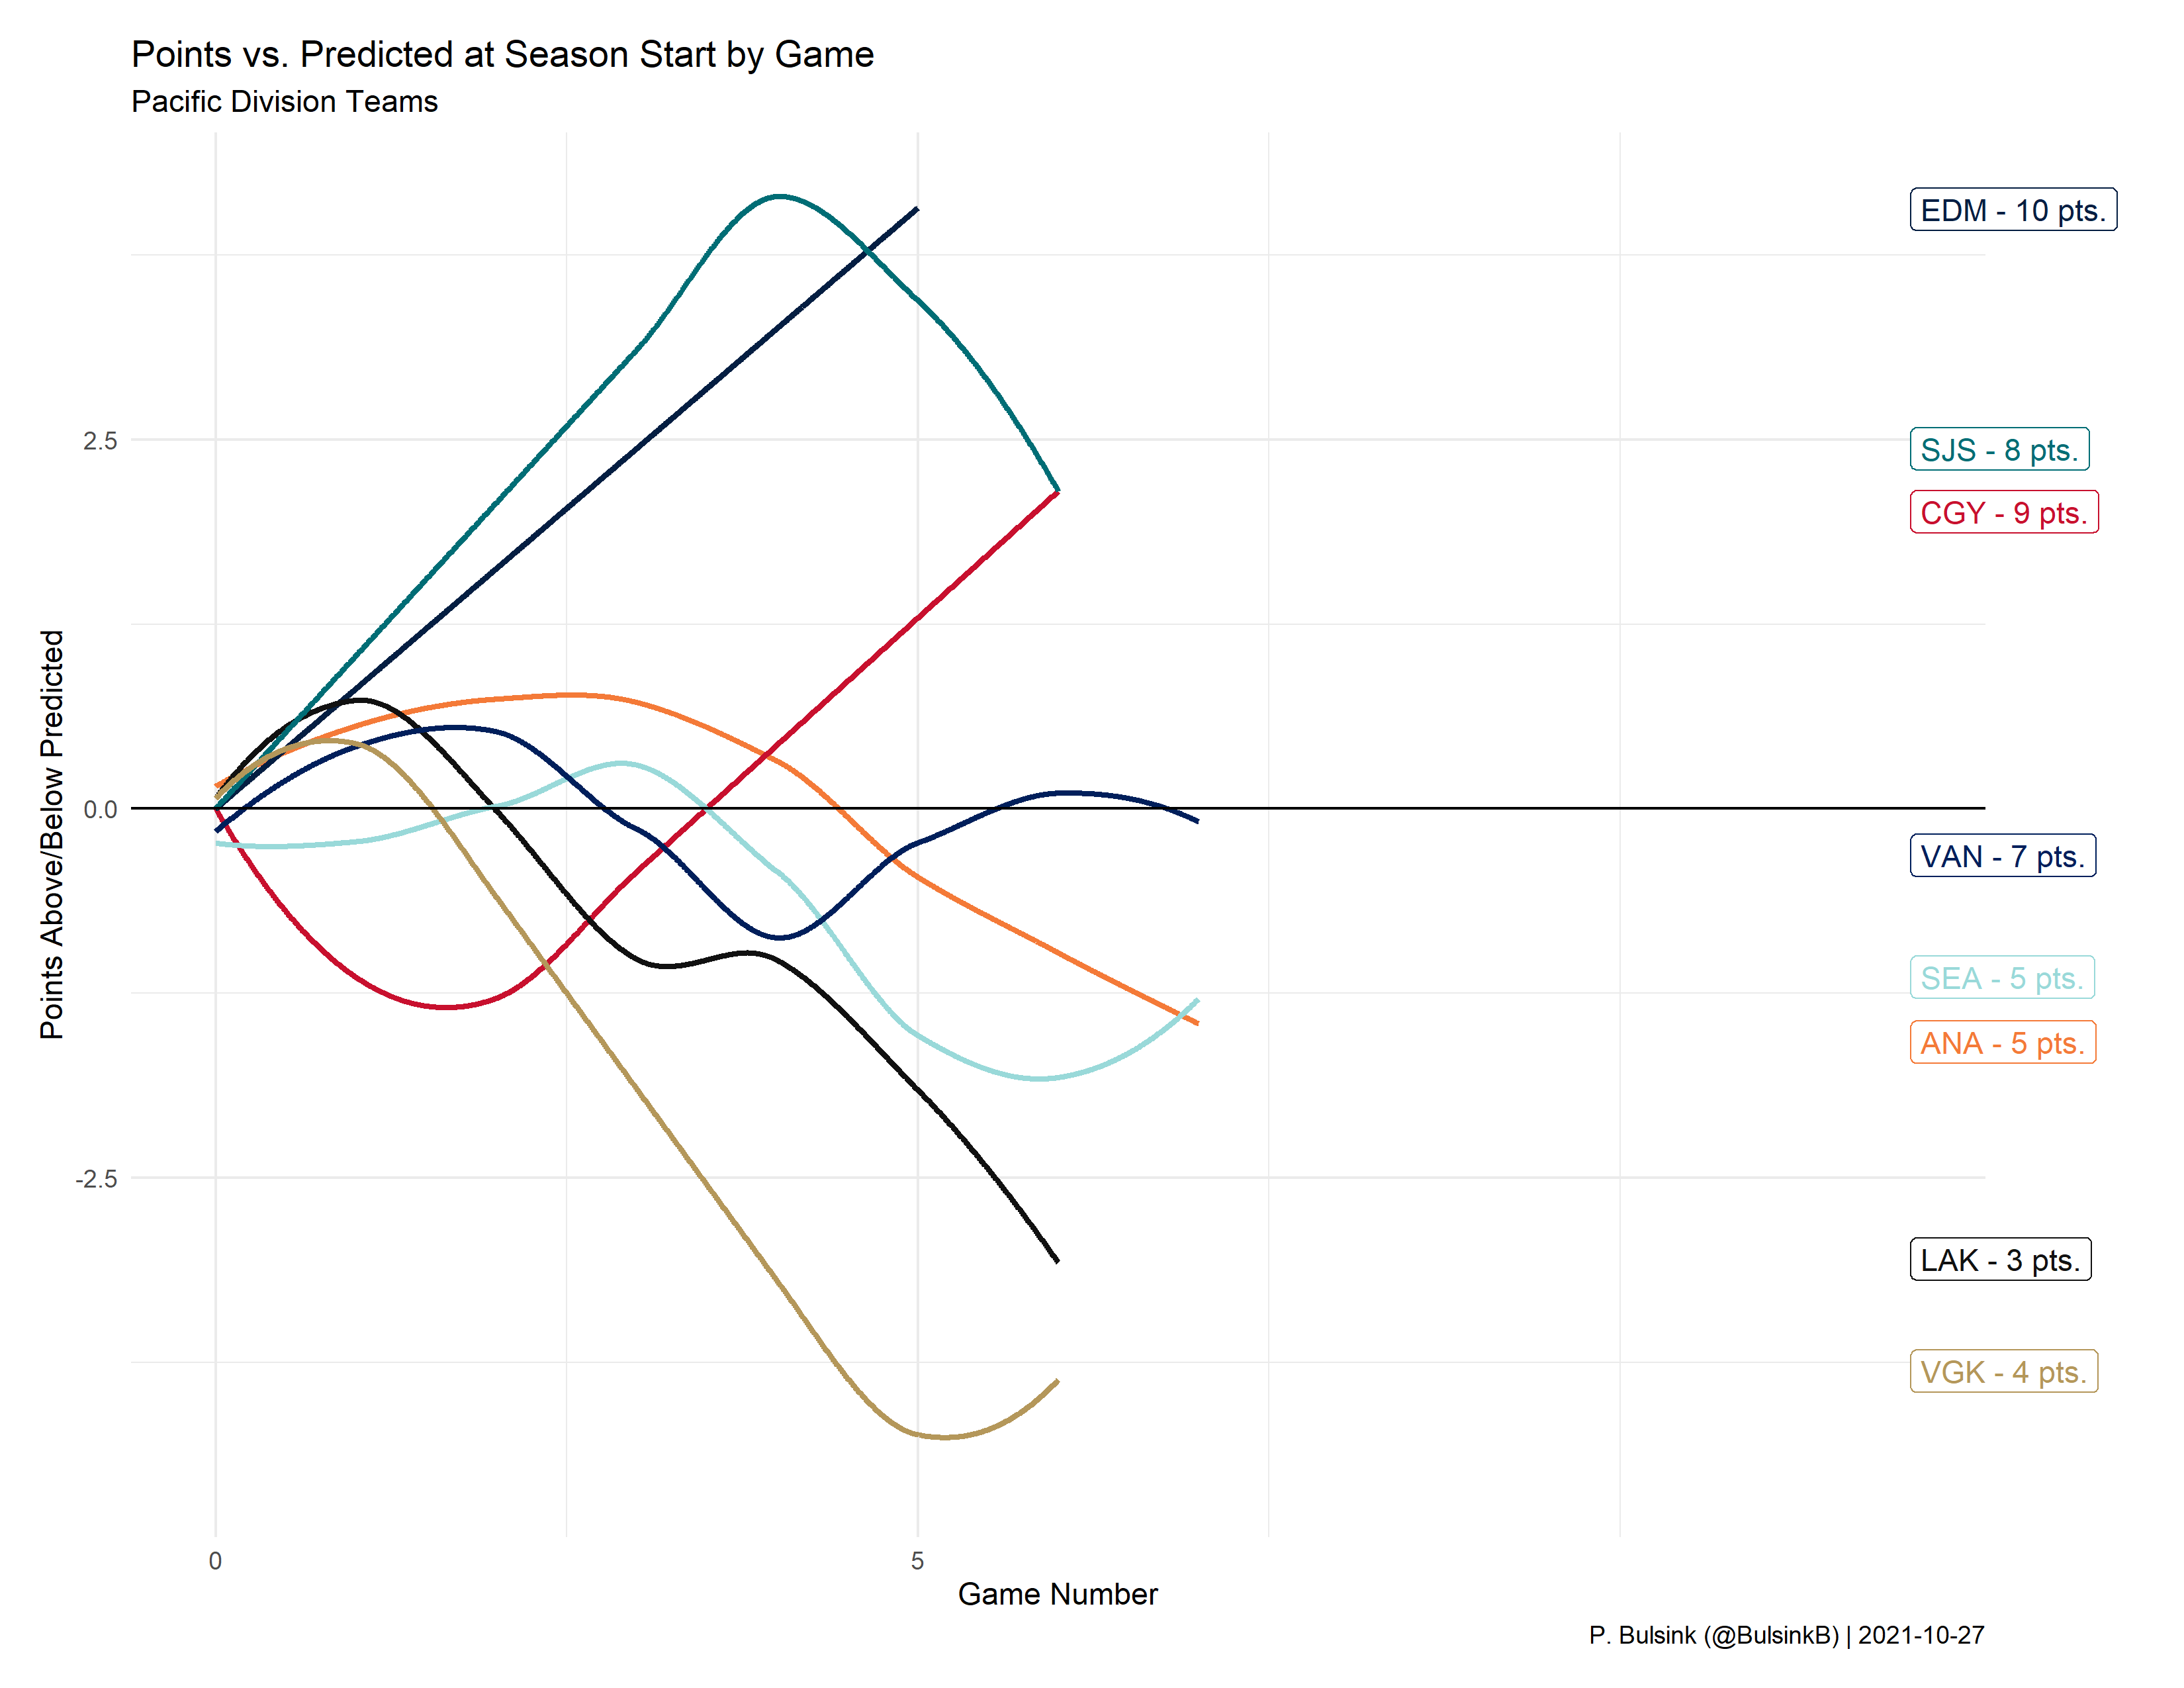 Points vs. Predicted at Season Start by Game
Pacific Division Teams
Points Above/Below Predicted
2.5
0.0
-2.5
EDM - 10 pts.
SJS - 8 pts.
CGY - 9 pts.
VAN - 7 pts.
SEA - 5 pts.
ANA - 5 pts.
LAK - 3 pts.
VGK - 4 pts.
0
5
Game Number
P. Bulsink (@BulsinkB) | 2021-10-27